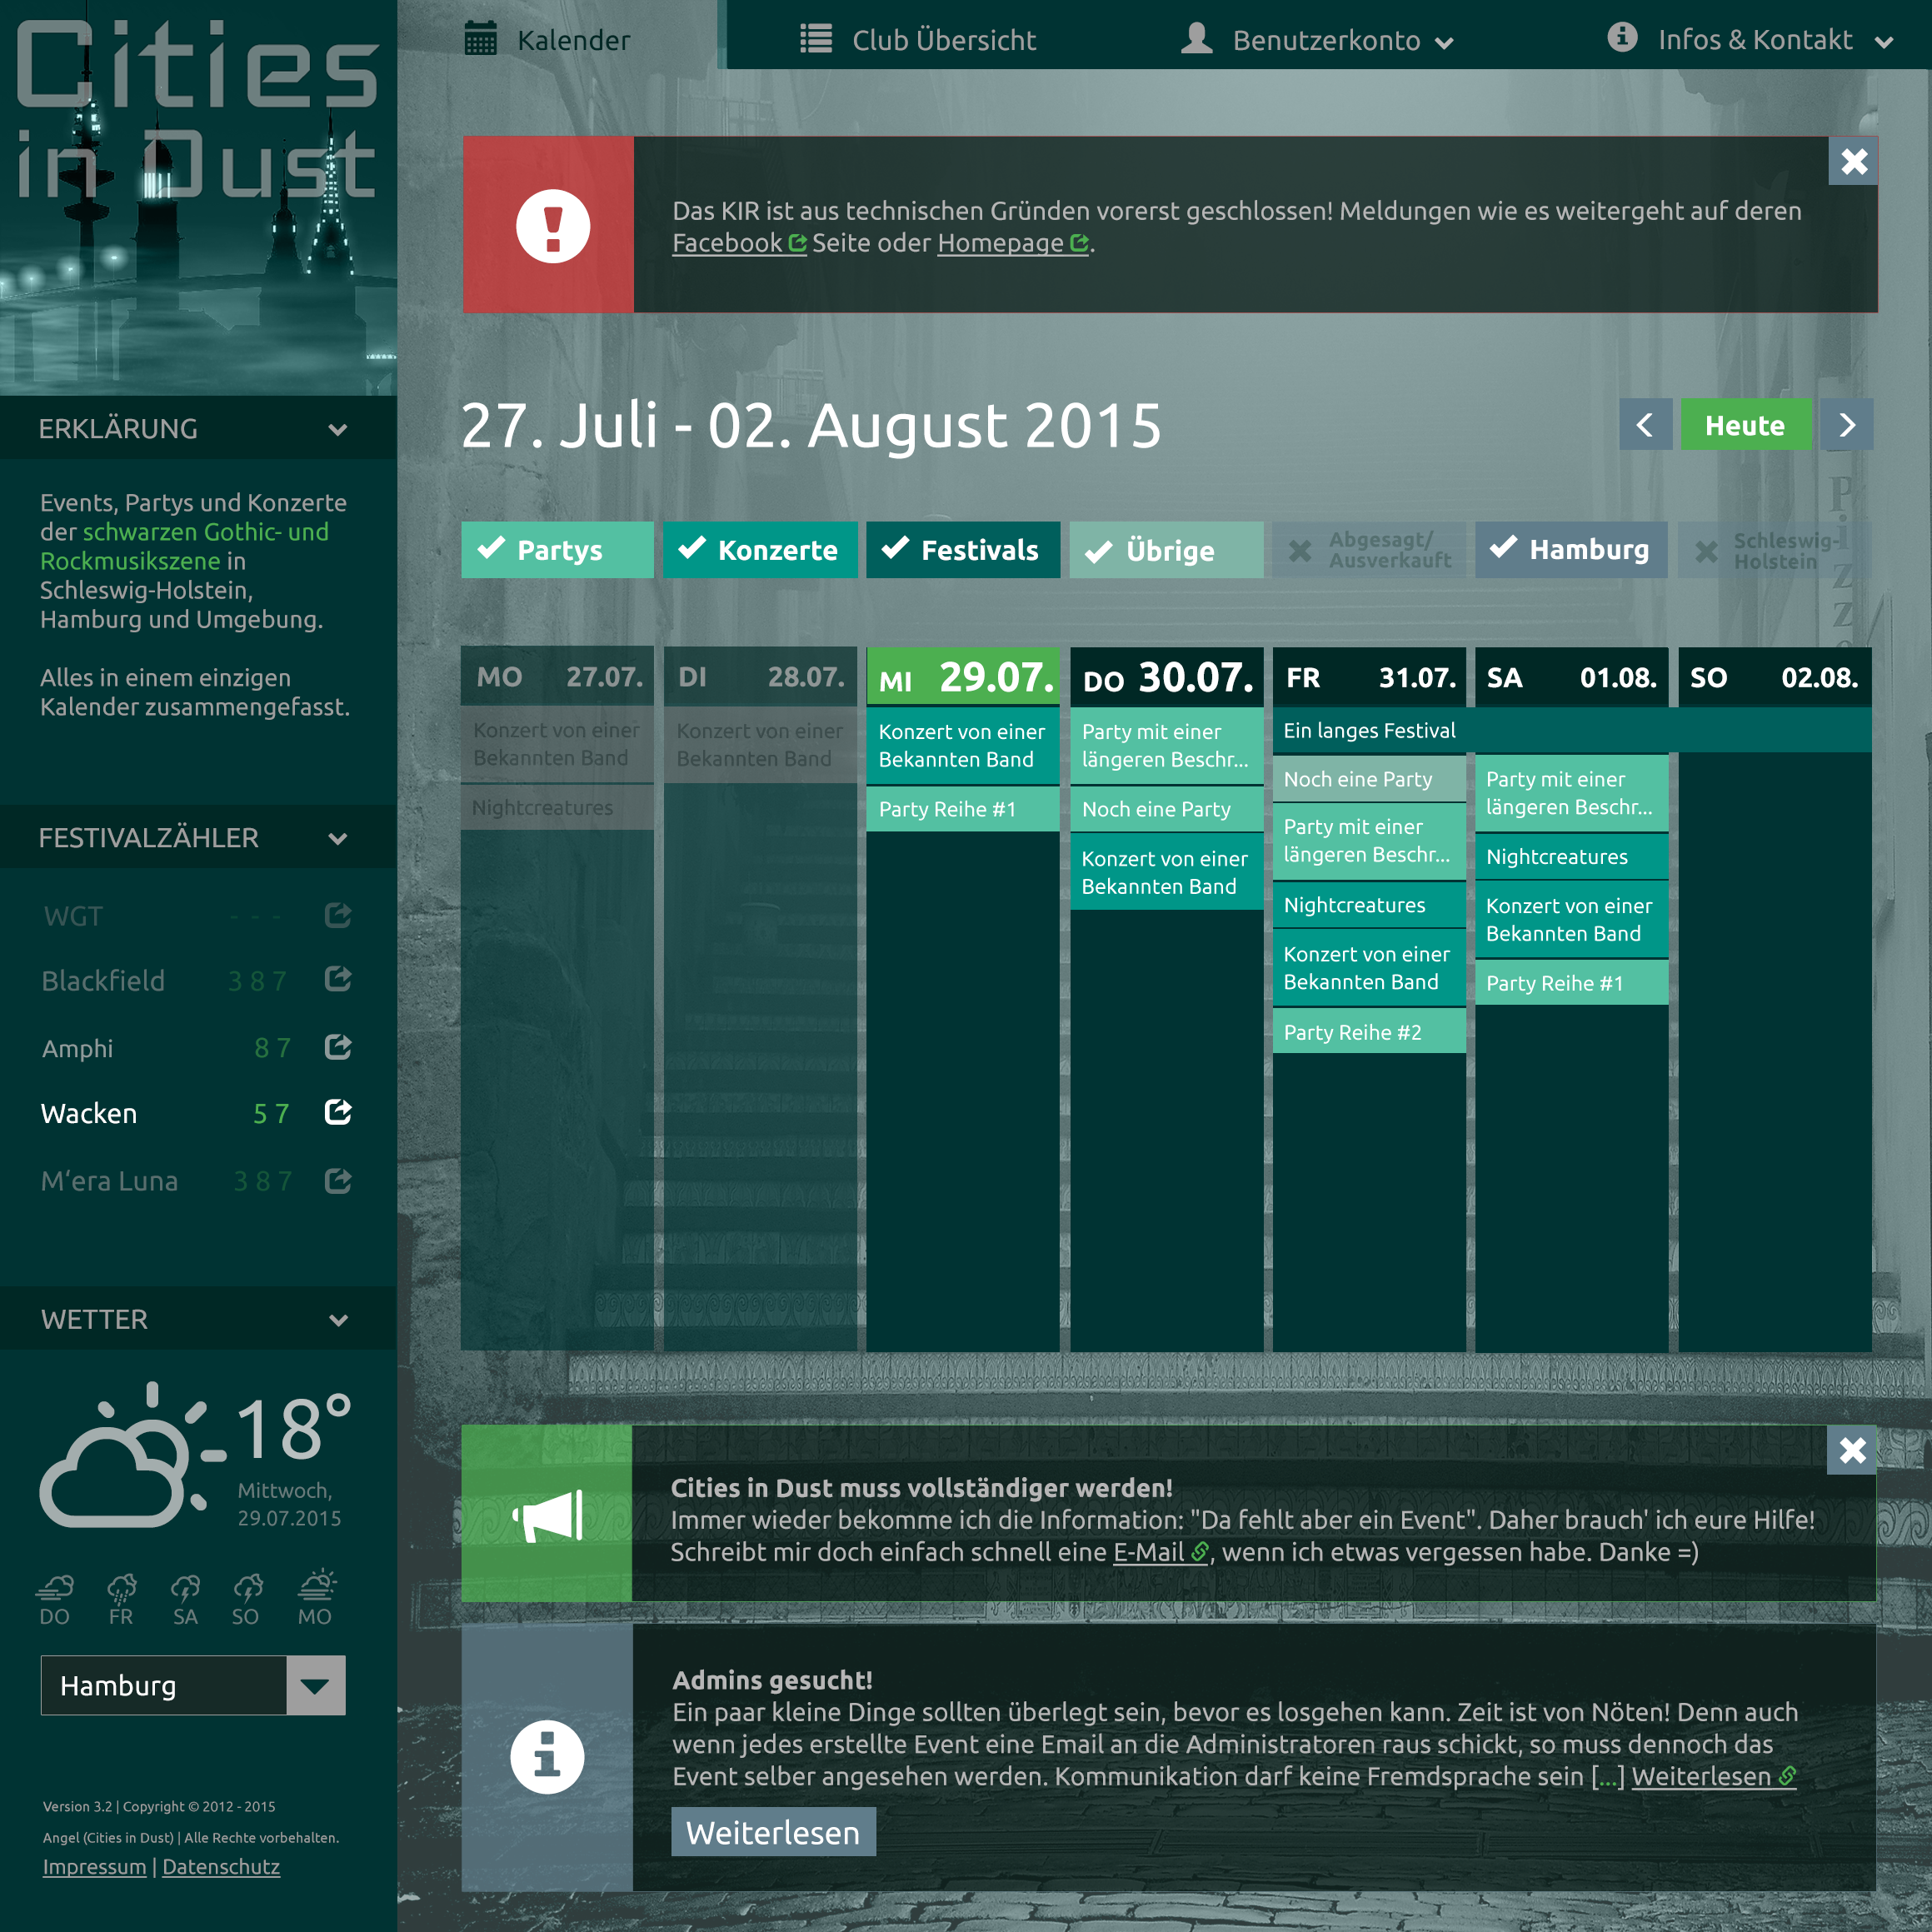 Cities
in Dust
Kalender
Club Übersicht
Benutzerkonto
Infos & Kontakt
Das KIR ist aus technischen Gründen vorerst geschlossen! Meldungen wie es weitergeht auf deren
Facebook Seite oder Homepage .
ERKLÄRUNG
Events, Partys und Konzerte
der schwarzen Gothic- und
Rockmusikszene in
Schleswig-Holstein,
Hamburg und Umgebung.
Alles in einem einzigen
Kalender zusammengefasst.
FESTIVALZÄHLER
WGT - - -
Blackfield 387
Amphi 87
Wacken 57
M‘era Luna 387
WETTER
18°
Mittwoch,
29.07.2015
DO FR SA SO MO
Hamburg
Version 3.2 | Copyright © 2012 - 2015
Angel (Cities in Dust) | Alle Rechte vorbehalten.
Impressum | Datenschutz
27. Juli - 02. August 2015
< Heute >
Partys
Konzerte
Festivals
Übrige
Abgesagt/
Ausverkauft
Hamburg
Schleswig-
Holstein
MO 27.07.
Konzert von einer
Bekannten Band
Nightcreatures
DI 28.07.
Konzert von einer
Bekannten Band
MI 29.07.
Konzert von einer
Bekannten Band
Party Reihe #1
DO 30.07.
Party mit einer
längeren Beschr...
Noch eine Party
Konzert von einer
Bekannten Band
FR 31.07.
Ein langes Festival
Noch eine Party
Party mit einer
längeren Beschr...
Nightcreatures
Konzert von einer
Bekannten Band
Party Reihe #2
SA 01.08.
Party mit einer
längeren Beschr...
Nightcreatures
Konzert von einer
Bekannten Band
Party Reihe #1
SO 02.08.
Cities in Dust muss vollständiger werden!
Immer wieder bekomme ich die Information: "Da fehlt aber ein Event". Daher brauch' ich eure Hilfe!
Schreibt mir doch einfach schnell eine E-Mail , wenn ich etwas vergessen habe. Danke =)
Admins gesucht!
Ein paar kleine Dinge sollten überlegt sein, bevor es losgehen kann. Zeit ist von Nöten! Denn auch
wenn jedes erstellte Event eine Email an die Administratoren raus schickt, so muss dennoch das
Event selber angesehen werden. Kommunikation darf keine Fremdsprache sein [...] Weiterlesen
Weiterlesen